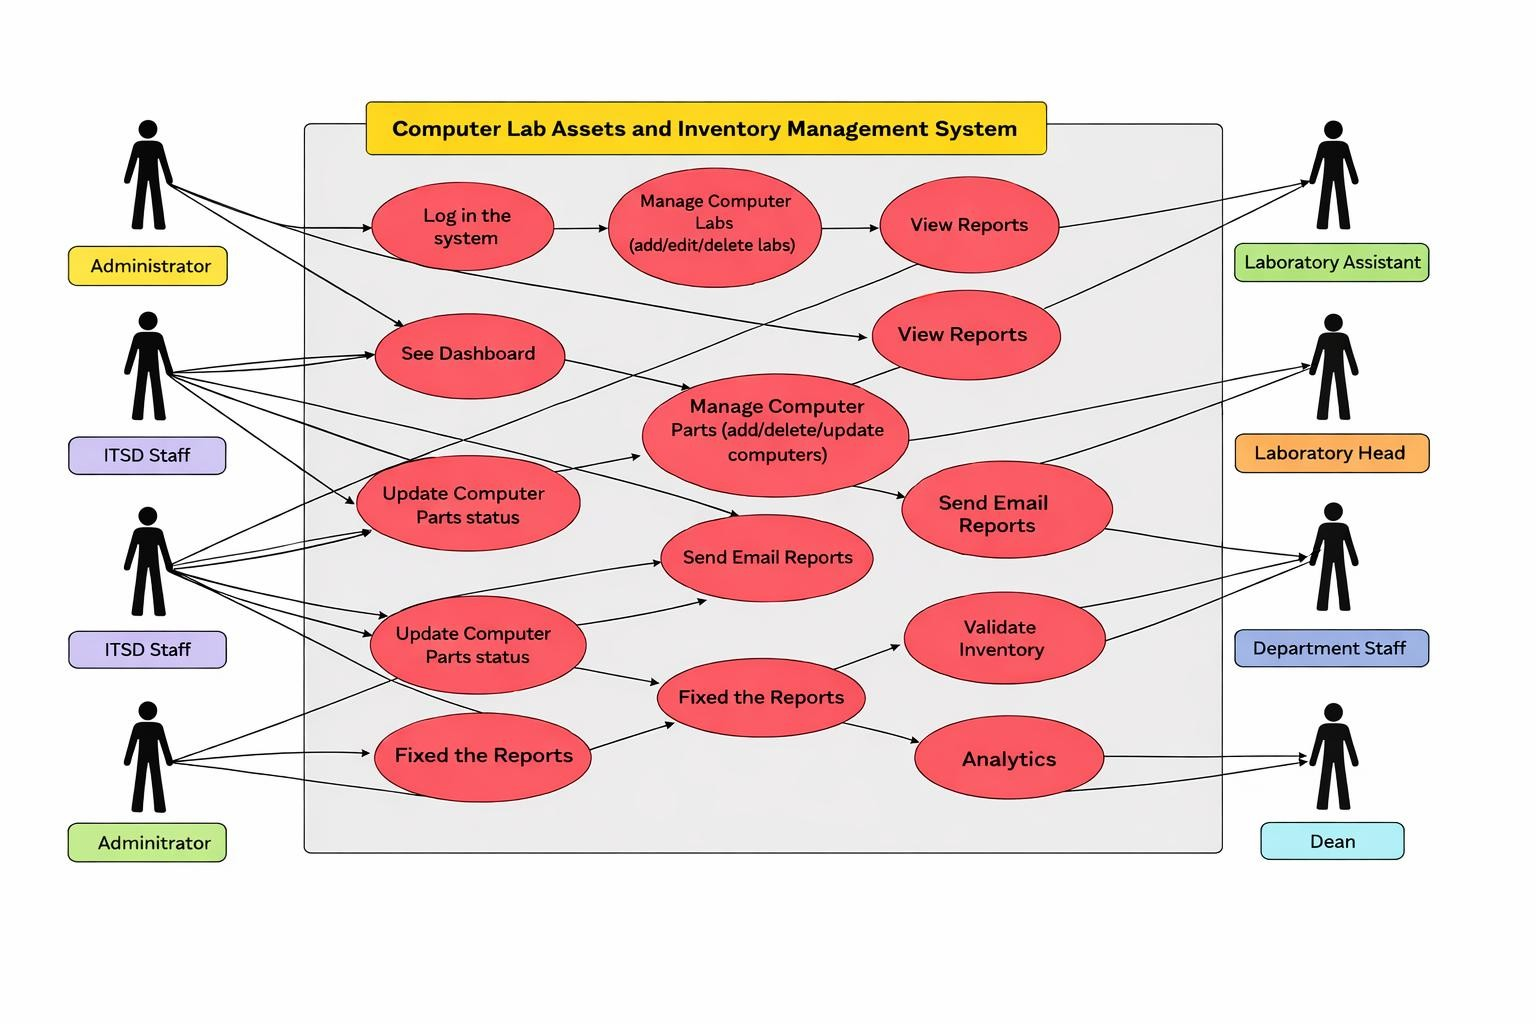 Computer Lab Assets and Inventory Management System
Administrator
ITSD Staff
ITSD Staff
Adminitrator
Log in the
system
Manage Computer
Labs
(add/edit/delete labs)
View Reports
See Dashboard
View Reports
Manage Computer
Parts (add/delete/update
computers)
Update Computer
Parts status
Send Email
Reports
Send Email Reports
Update Computer
Parts status
Validate
Inventory
Fixed the Reports
Fixed the Reports
Analytics
Laboratory Assistant
Laboratory Head
Department Staff
Dean